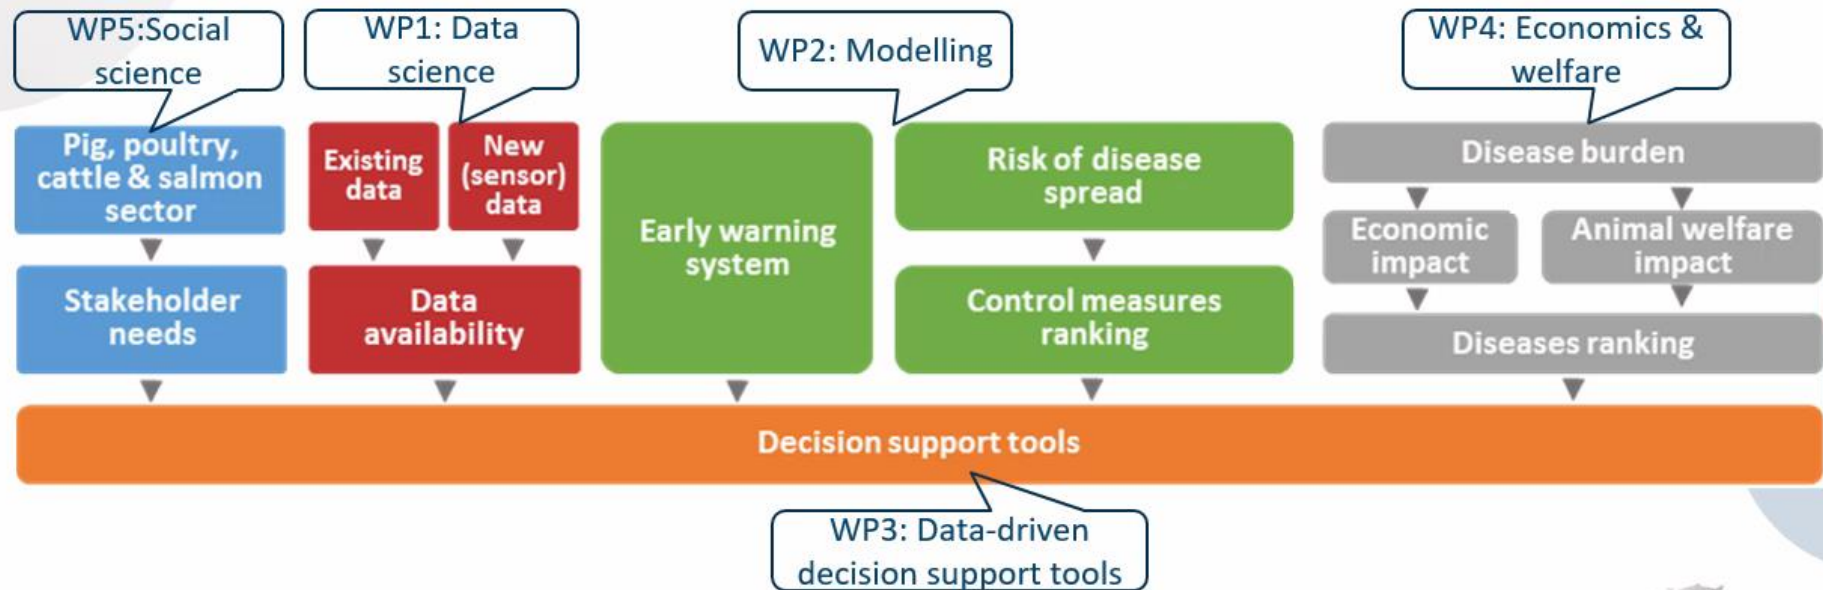 WP5:Social
science
WP1: Data
science
WP2: Modelling
WP4: Economics &
welfare
Pig, poultry,
cattle & salmon
sector
Existing
data
New
(sensor)
data
Early warning
system
Risk of disease
spread
Disease burden
Economic
impact
Animal welfare
impact
Stakeholder
needs
Data
availability
Control measures
ranking
Diseases ranking
Decision support tools
WP3: Data-driven
decision support tools